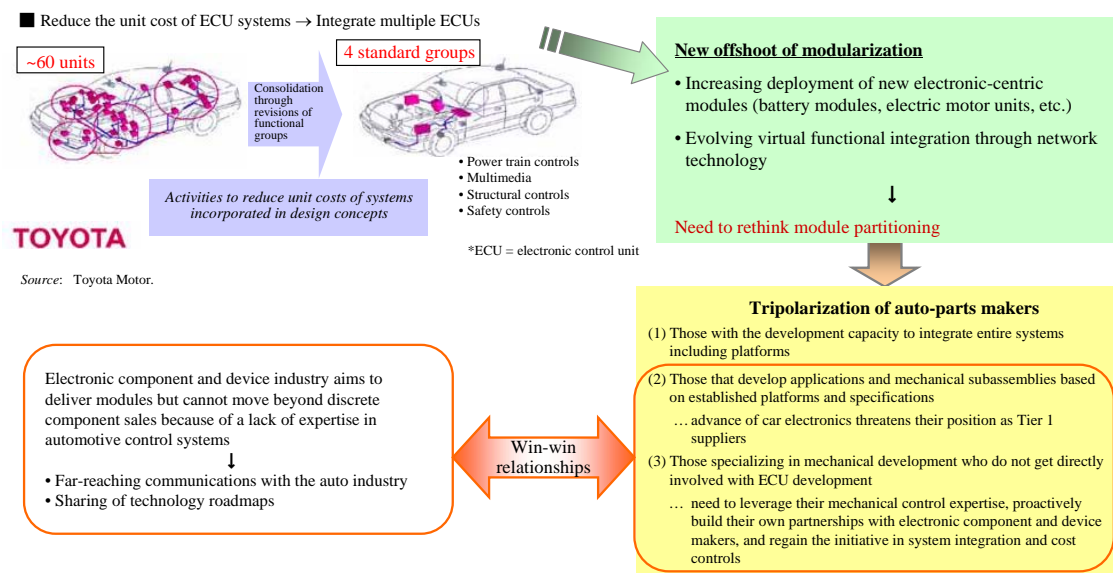 ■ Reduce the unit cost of ECU systems → Integrate multiple ECUs
~60 units
Consolidation
through
revisions of
functional
groups
4 standard groups
• Power train controls
• Multimedia
• Structural controls
• Safety controls
Activities to reduce unit costs of systems
incorporated in design concepts
TOYOTA
*ECU = electronic control unit
Source: Toyota Motor.
New offshoot of modularization
• Increasing deployment of new electronic-centric
modules (battery modules, electric motor units, etc.)
• Evolving virtual functional integration through network
technology
↓
Need to rethink module partitioning
Tripolarization of auto-parts makers
(1) Those with the development capacity to integrate entire systems
including platforms
(2) Those that develop applications and mechanical subassemblies based
on established platforms and specifications
… advance of car electronics threatens their position as Tier 1
suppliers
(3) Those specializing in mechanical development who do not get directly
involved with ECU development
… need to leverage their mechanical control expertise, proactively
build their own partnerships with electronic component and device
makers, and regain the initiative in system integration and cost
controls
Win-win
relationships
Electronic component and device industry aims to
deliver modules but cannot move beyond discrete
component sales because of a lack of expertise in
automotive control systems
↓
• Far-reaching communications with the auto industry
• Sharing of technology roadmaps